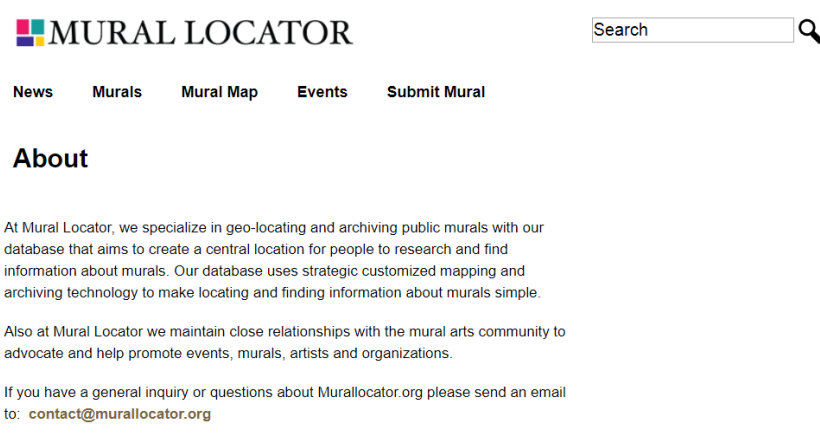 MURAL LOCATOR
Search
News Murals Mural Map Events Submit Mural
About
At Mural Locator, we specialize in geo-locating and archiving public murals with our
database that aims to create a central location for people to research and find
information about murals. Our database uses strategic customized mapping and
archiving technology to make locating and finding information about murals simple.
Also at Mural Locator we maintain close relationships with the mural arts community to
advocate and help promote events, murals, artists and organizations.
If you have a general inquiry or questions about Murallocator.org please send an email
to: contact@murallocator.org